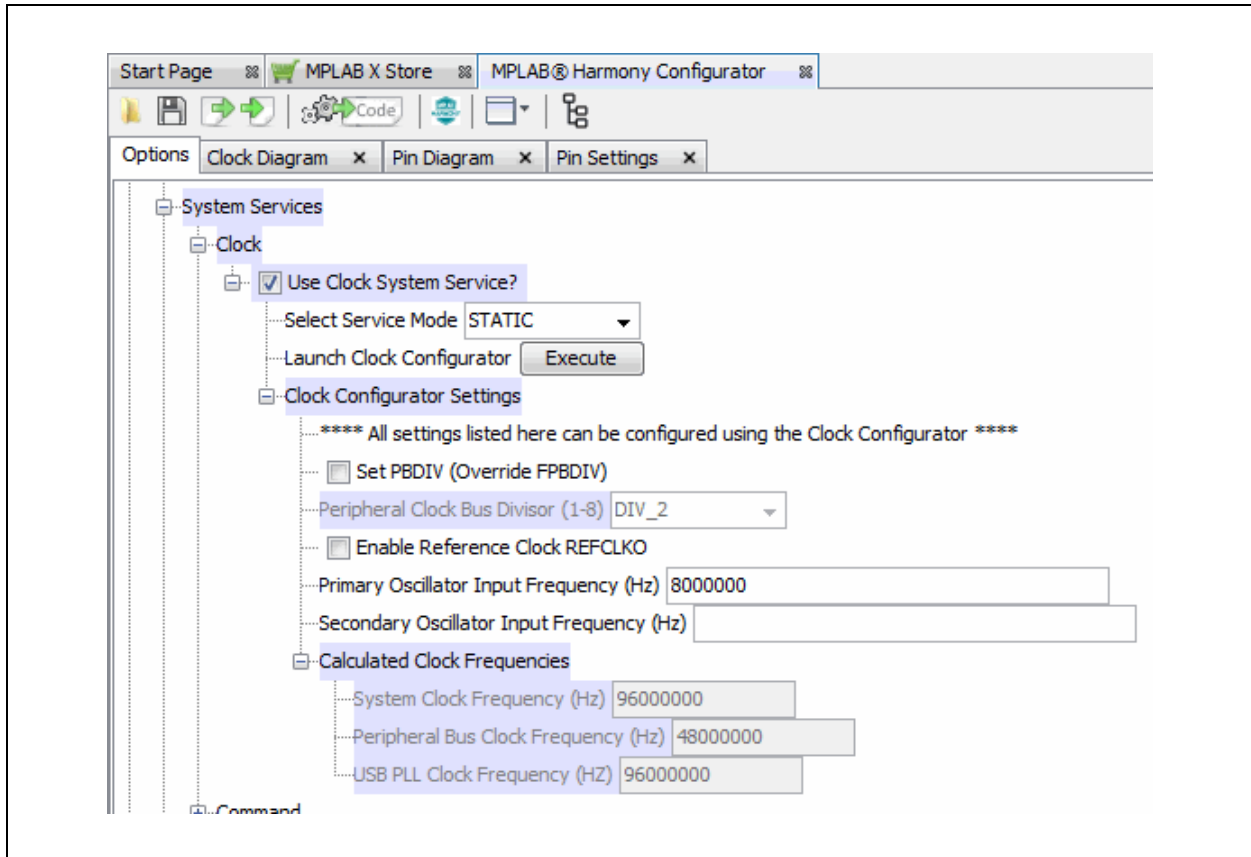 Start Page MPLAB X Store MPLAB® Harmony Configurator
Code
Options Clock Diagram Pin Diagram Pin Settings
System Services
Clock
Use Clock System Service?
Select Service Mode STATIC
Launch Clock Configurator Execute
Clock Configurator Settings
**** All settings listed here can be configured using the Clock Configurator ****
Set PBDIV (Override FPBDIV)
Peripheral Clock Bus Divisor (1-8) DIV_2
Enable Reference Clock REFCLKO
Primary Oscillator Input Frequency (Hz) 8000000
Secondary Oscillator Input Frequency (Hz)
Calculated Clock Frequencies
System Clock Frequency (Hz) 96000000
Peripheral Bus Clock Frequency (Hz) 48000000
USB PLL Clock Frequency (HZ) 96000000
Command